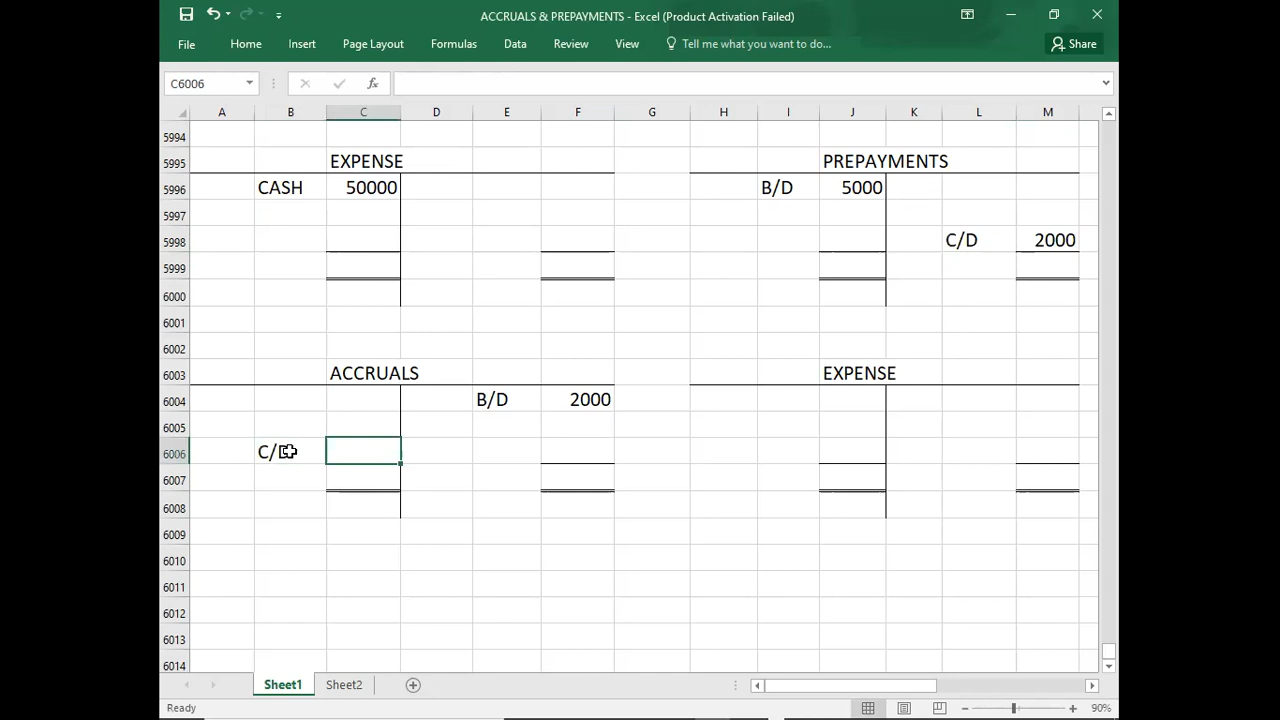 ACCRUALS & PREPAYMENTS - Excel (Product Activation Failed)
File Home Insert Page Layout Formulas Data Review View Tell me what you want to do... Share
C6006 fx
A B C D E F G H I J K L M
5994
5995 EXPENSE PREPAYMENTS
5996 CASH 50000 B/D 5000
5997
5998 C/D 2000
5999
6000
6001
6002
6003 ACCRUALS EXPENSE
6004 B/D 2000
6005
6006 C/D
6007
6008
6009
6010
6011
6012
6013
6014
Sheet1 Sheet2
Ready 90%